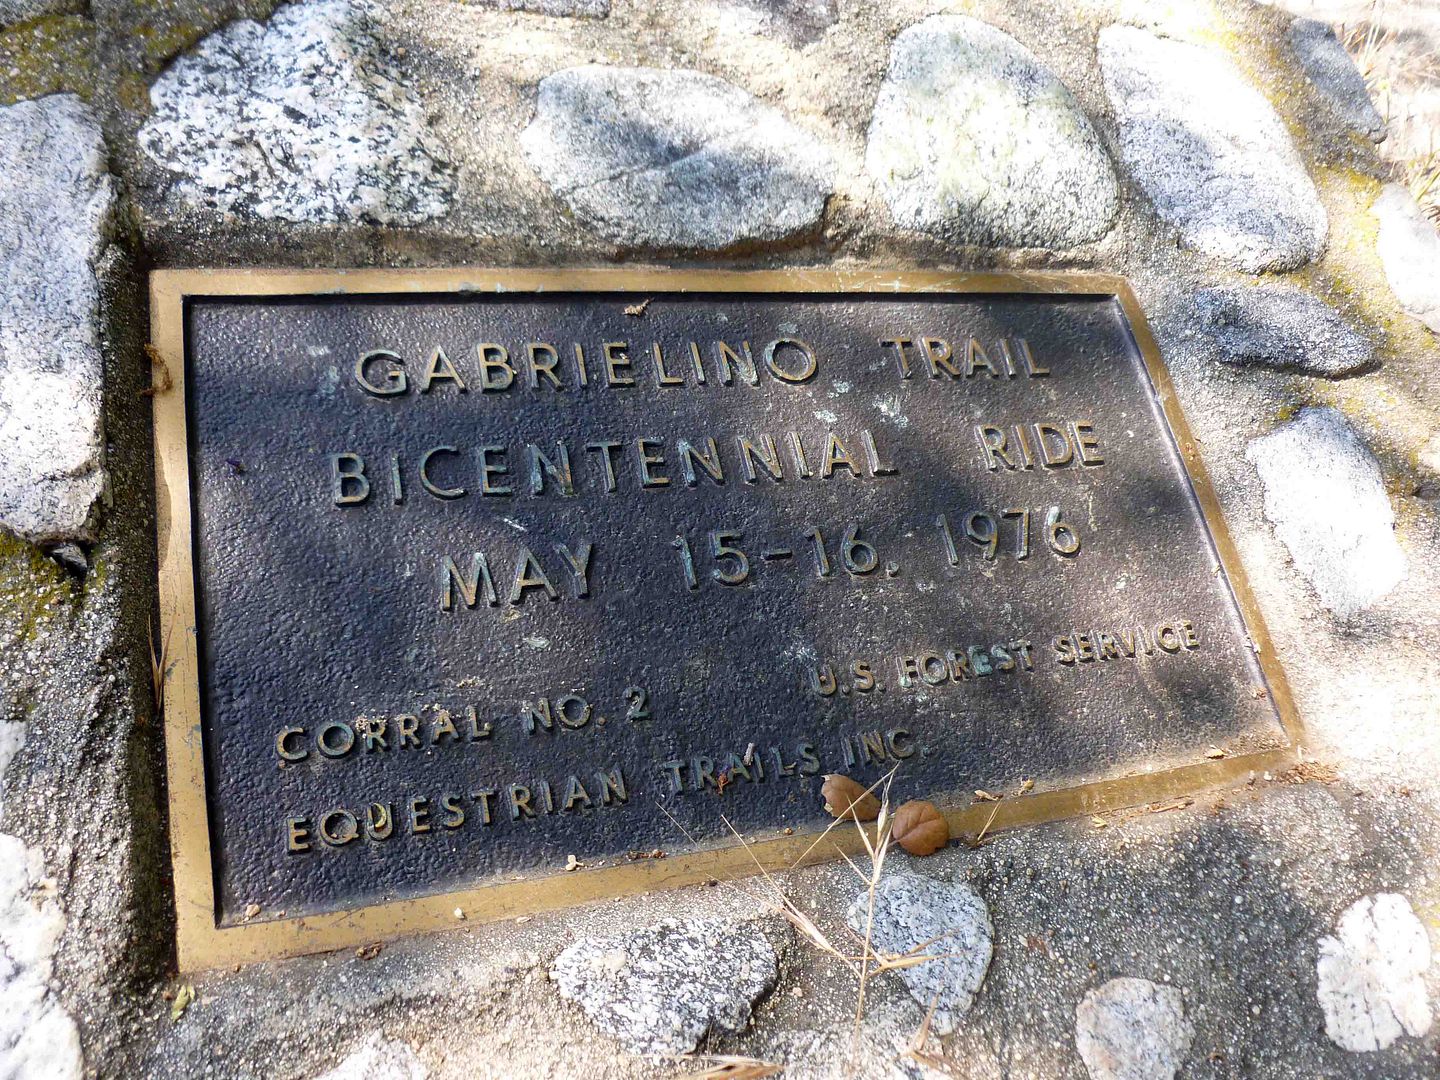 GABRIELINO TRAIL
BICENTENNIAL RIDE
MAY 15-16, 1976
CORRAL NO. 2 U.S. FOREST SERVICE
EQUESTRIAN TRAILS INC.